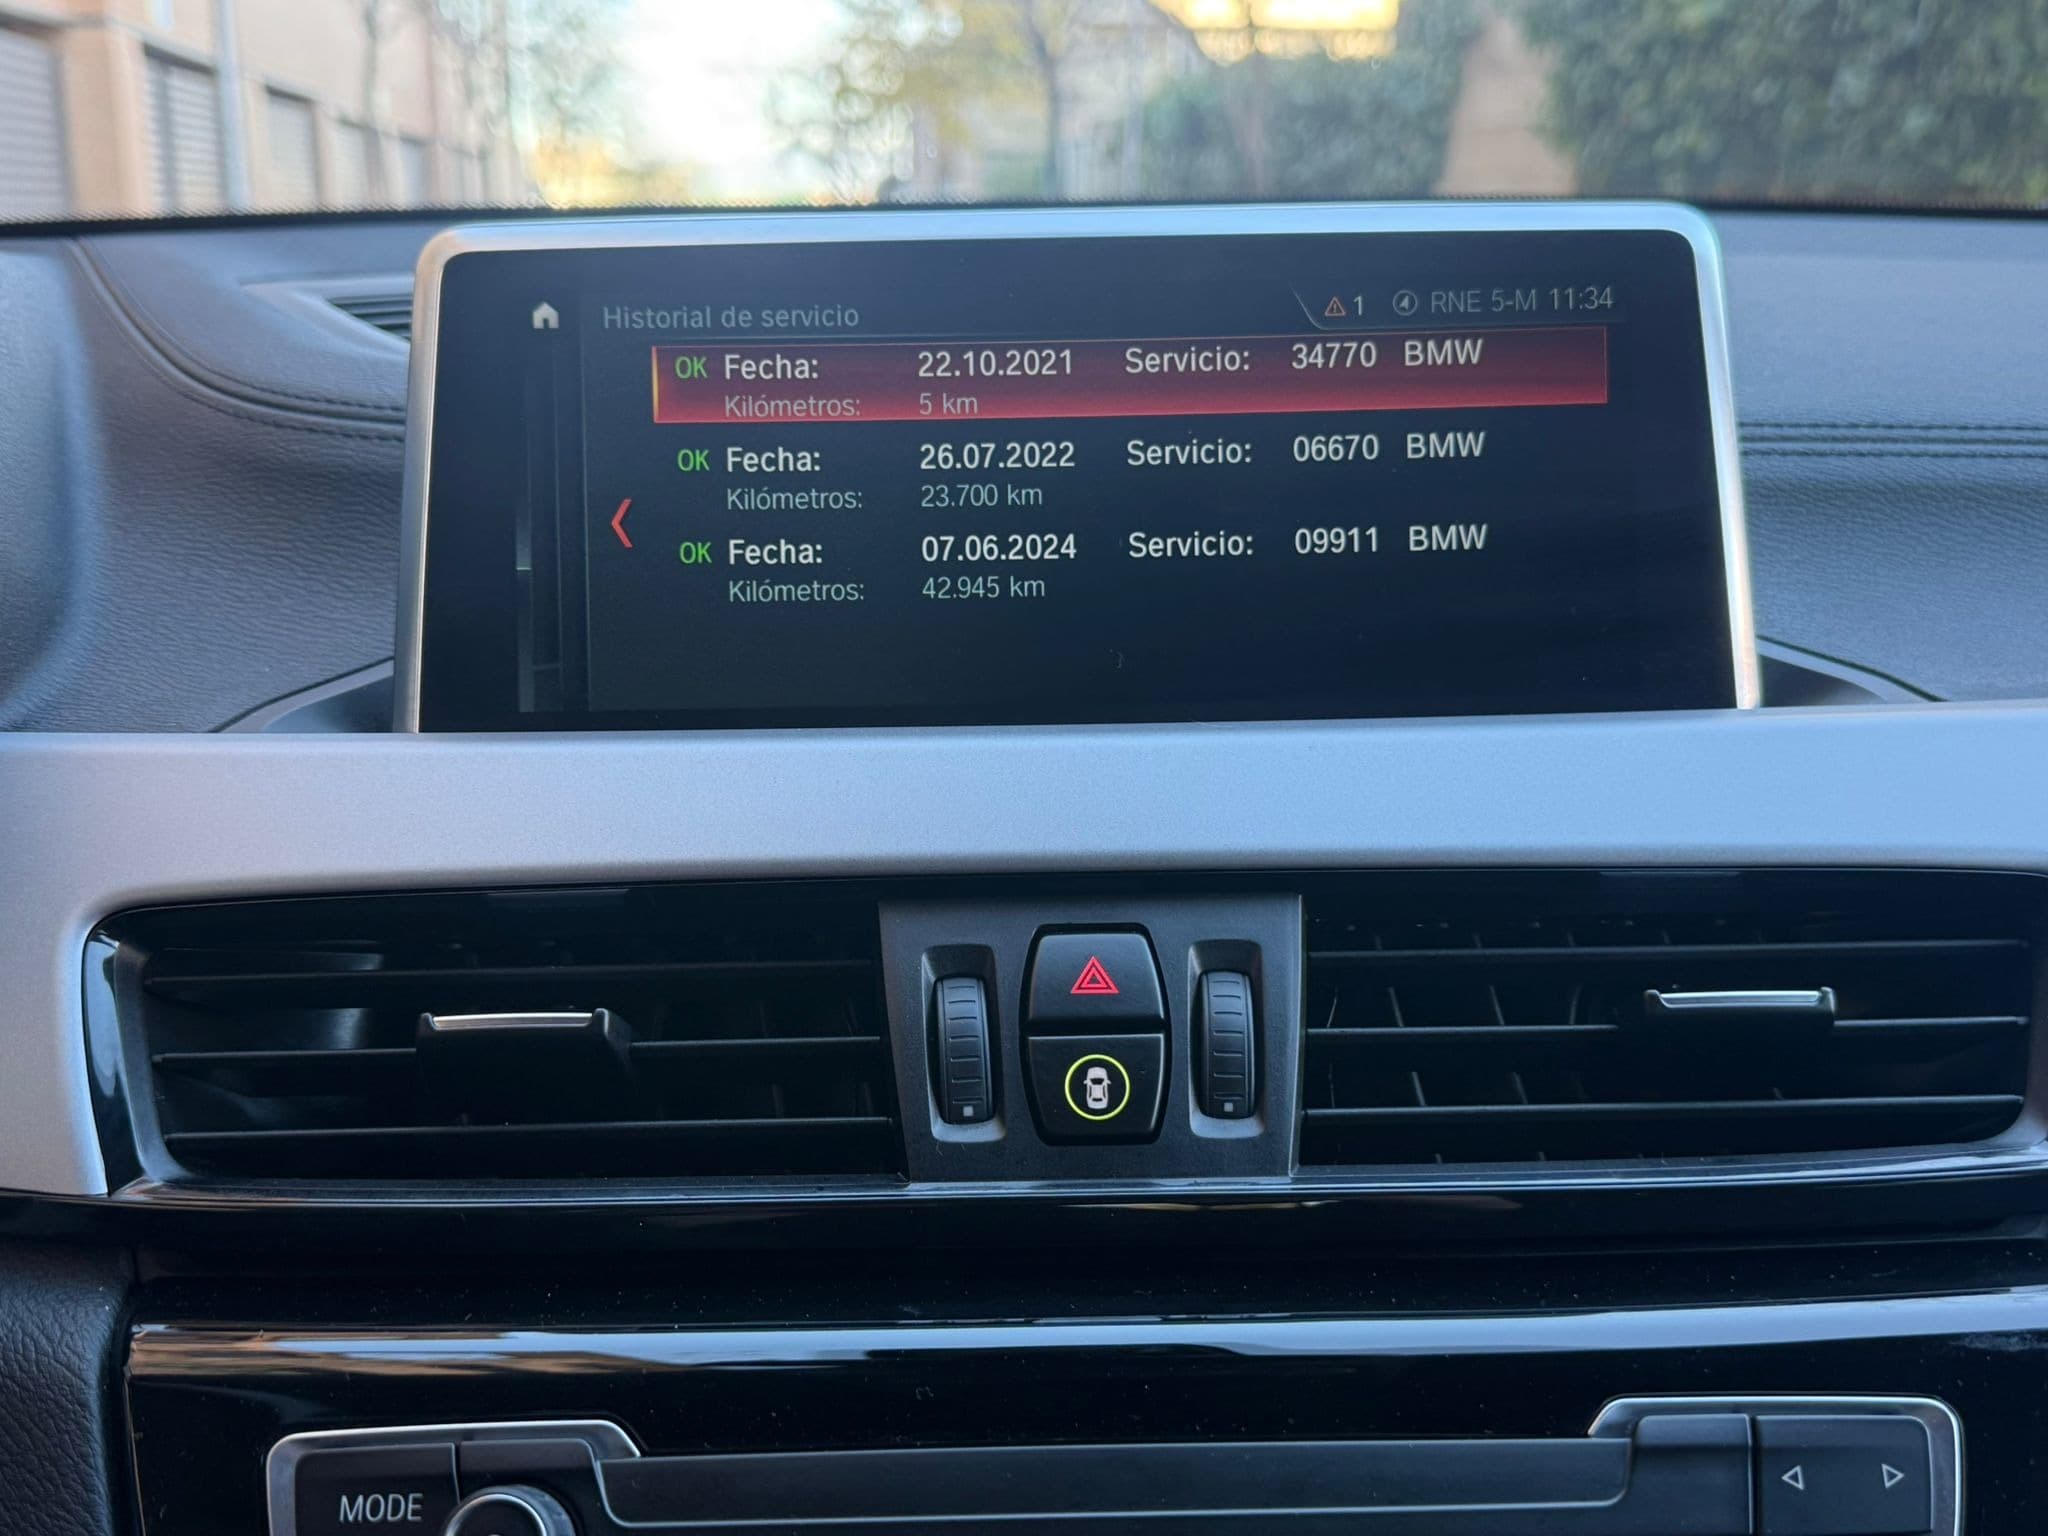 Historial de servicio 1 RNE 5-M 11:34
OK Fecha: 22.10.2021 Servicio: 34770 BMW
Kilómetros: 5 km
OK Fecha: 26.07.2022 Servicio: 06670 BMW
Kilómetros: 23.700 km
OK Fecha: 07.06.2024 Servicio: 09911 BMW
Kilómetros: 42.945 km
MODE